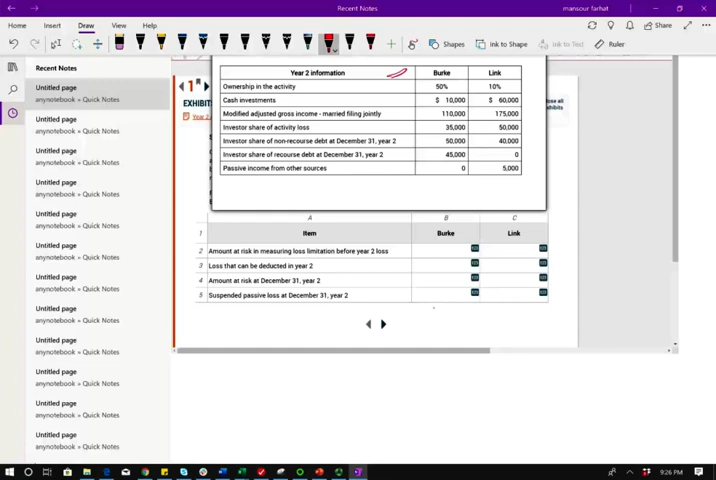 Recent Notes
mansour farhat
Home Insert Draw View Help
Share
Shapes Ink to Shape Ink to Text Ruler
Recent Notes
Untitled page
anynotebook » Quick Notes
Untitled page
anynotebook » Quick Notes
Untitled page
anynotebook » Quick Notes
Untitled page
anynotebook » Quick Notes
Untitled page
anynotebook » Quick Notes
Untitled page
anynotebook » Quick Notes
Untitled page
anynotebook » Quick Notes
Untitled page
anynotebook » Quick Notes
Untitled page
anynotebook » Quick Notes
Untitled page
anynotebook » Quick Notes
Untitled page
anynotebook » Quick Notes
Untitled page
anynotebook » Quick Notes
1
EXHIBIT
Year 2
Year 2 information Burke Link
Ownership in the activity 50% 10%
Cash investments $ 10,000 $ 60,000
Modified adjusted gross income - married filing jointly 110,000 175,000
Investor share of activity loss 35,000 50,000
Investor share of non-recourse debt at December 31, year 2 50,000 40,000
Investor share of recourse debt at December 31, year 2 45,000 0
Passive income from other sources 0 5,000
A B C
1 Item Burke Link
2 Amount at risk in measuring loss limitation before year 2 loss
3 Loss that can be deducted in year 2
4 Amount at risk at December 31, year 2
5 Suspended passive loss at December 31, year 2
9:26 PM